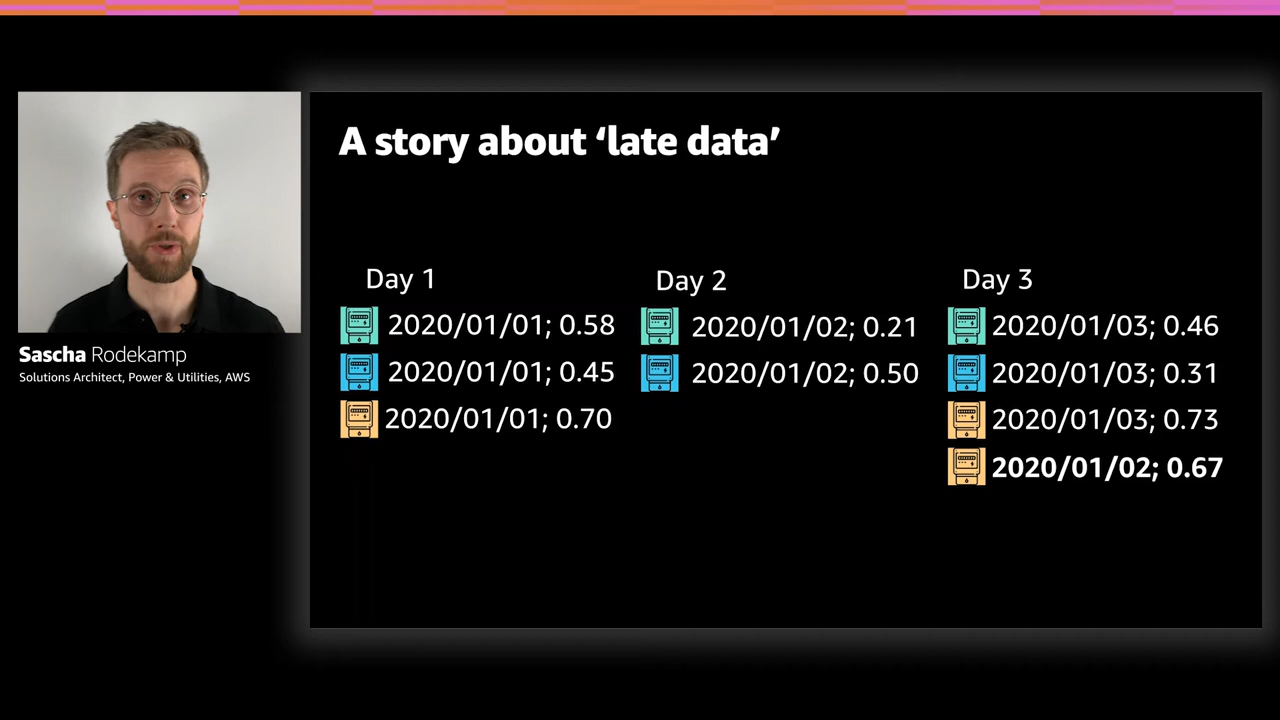 A story about ‘late data’
Day 1
2020/01/01; 0.58
2020/01/01; 0.45
2020/01/01; 0.70
Day 2
2020/01/02; 0.21
2020/01/02; 0.50
Day 3
2020/01/03; 0.46
2020/01/03; 0.31
2020/01/03; 0.73
2020/01/02; 0.67
Sascha Rodekamp
Solutions Architect, Power & Utilities, AWS